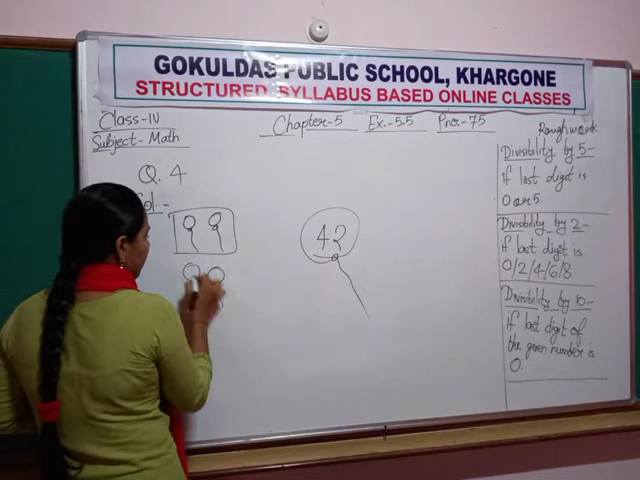 GOKULDAS PUBLIC SCHOOL, KHARGONE
STRUCTURED SYLLABUS BASED ONLINE CLASSES
Class-IV
Chapter-5 Ex.-5.5 Pno.-75
Subject-Math
Q. 4
Sol.-
42
Rough work
Divisibility by 5-
if last digit is
0 or 5.
Divisibility by 2-
if last digit is
0/2/4/6/8
Divisibility by 10-
if last digit of
the given number is
0.